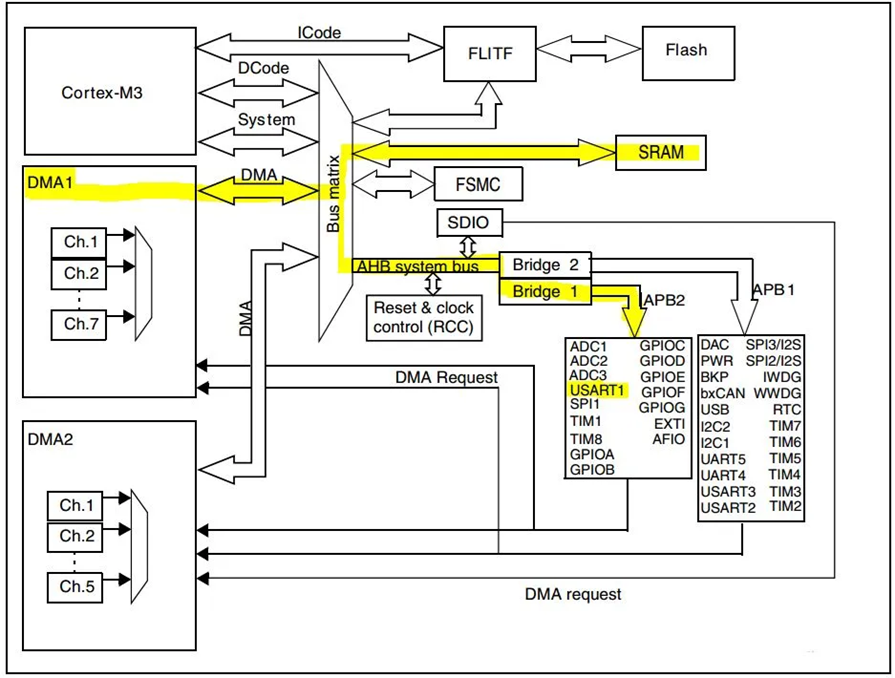 ICode
Cortex-M3
FLITF
Flash
DCode
System
SRAM
DMA1
DMA
Bus matrix
FSMC
SDIO
Ch.1
Ch.2
Ch.7
AHB system bus
Bridge 2
Bridge 1
APB2
APB1
Reset & clock
control (RCC)
DMA
DMA Request
ADC1 GPIOC
ADC2 GPIOD
ADC3 GPIOE
USART1 GPIOF
SPI1 GPIOG
TIM1 EXTI
TIM8 AFIO
GPIOA
GPIOB
DAC SPI3/I2S
PWR SPI2/I2S
BKP IWDG
bxCAN WWDG
USB RTC
I2C2 TIM7
I2C1 TIM6
UART5 TIM5
UART4 TIM4
USART3 TIM3
USART2 TIM2
DMA2
Ch.1
Ch.2
Ch.5
DMA request